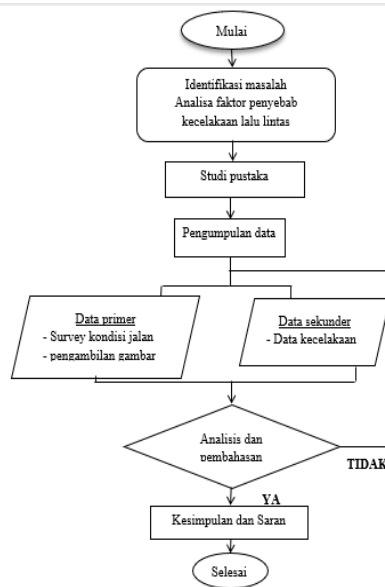 Mulai
Identifikasi masalah
Analisa faktor penyebab
kecelakaan lalu lintas
Studi pustaka
Pengumpulan data
Data primer
- Survey kondisi jalan
- pengambilan gambar
Data sekunder
- Data kecelakaan
Analisis dan
pembahasan
TIDAK
YA
Kesimpulan dan Saran
Selesai